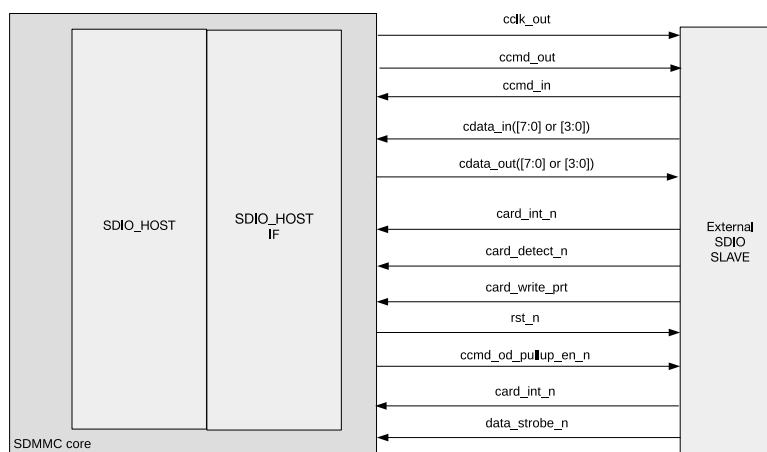 cclk_out
ccmd_out
ccmd_in
cdata_in([7:0] or [3:0])
cdata_out([7:0] or [3:0])
SDIO_HOST
SDIO_HOST
IF
card_int_n
card_detect_n
card_write_prt
rst_n
ccmd_od_pullup_en_n
card_int_n
data_strobe_n
External
SDIO
SLAVE
SDMMC core